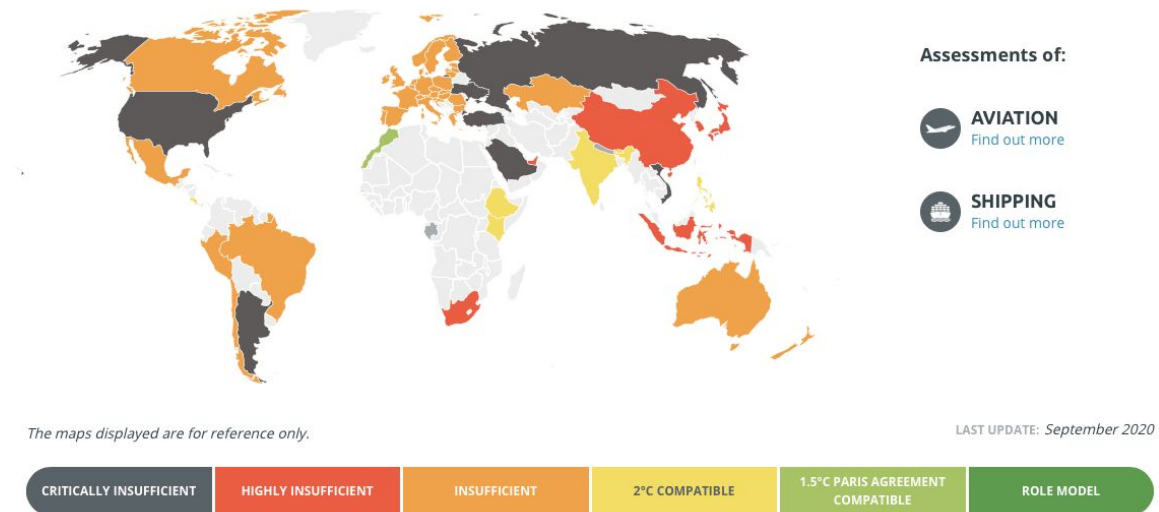 Assessments of:
AVIATION
Find out more
SHIPPING
Find out more
The maps displayed are for reference only.
LAST UPDATE: September 2020
CRITICALLY INSUFFICIENT
HIGHLY INSUFFICIENT
INSUFFICIENT
2°C COMPATIBLE
1.5°C PARIS AGREEMENT
COMPATIBLE
ROLE MODEL